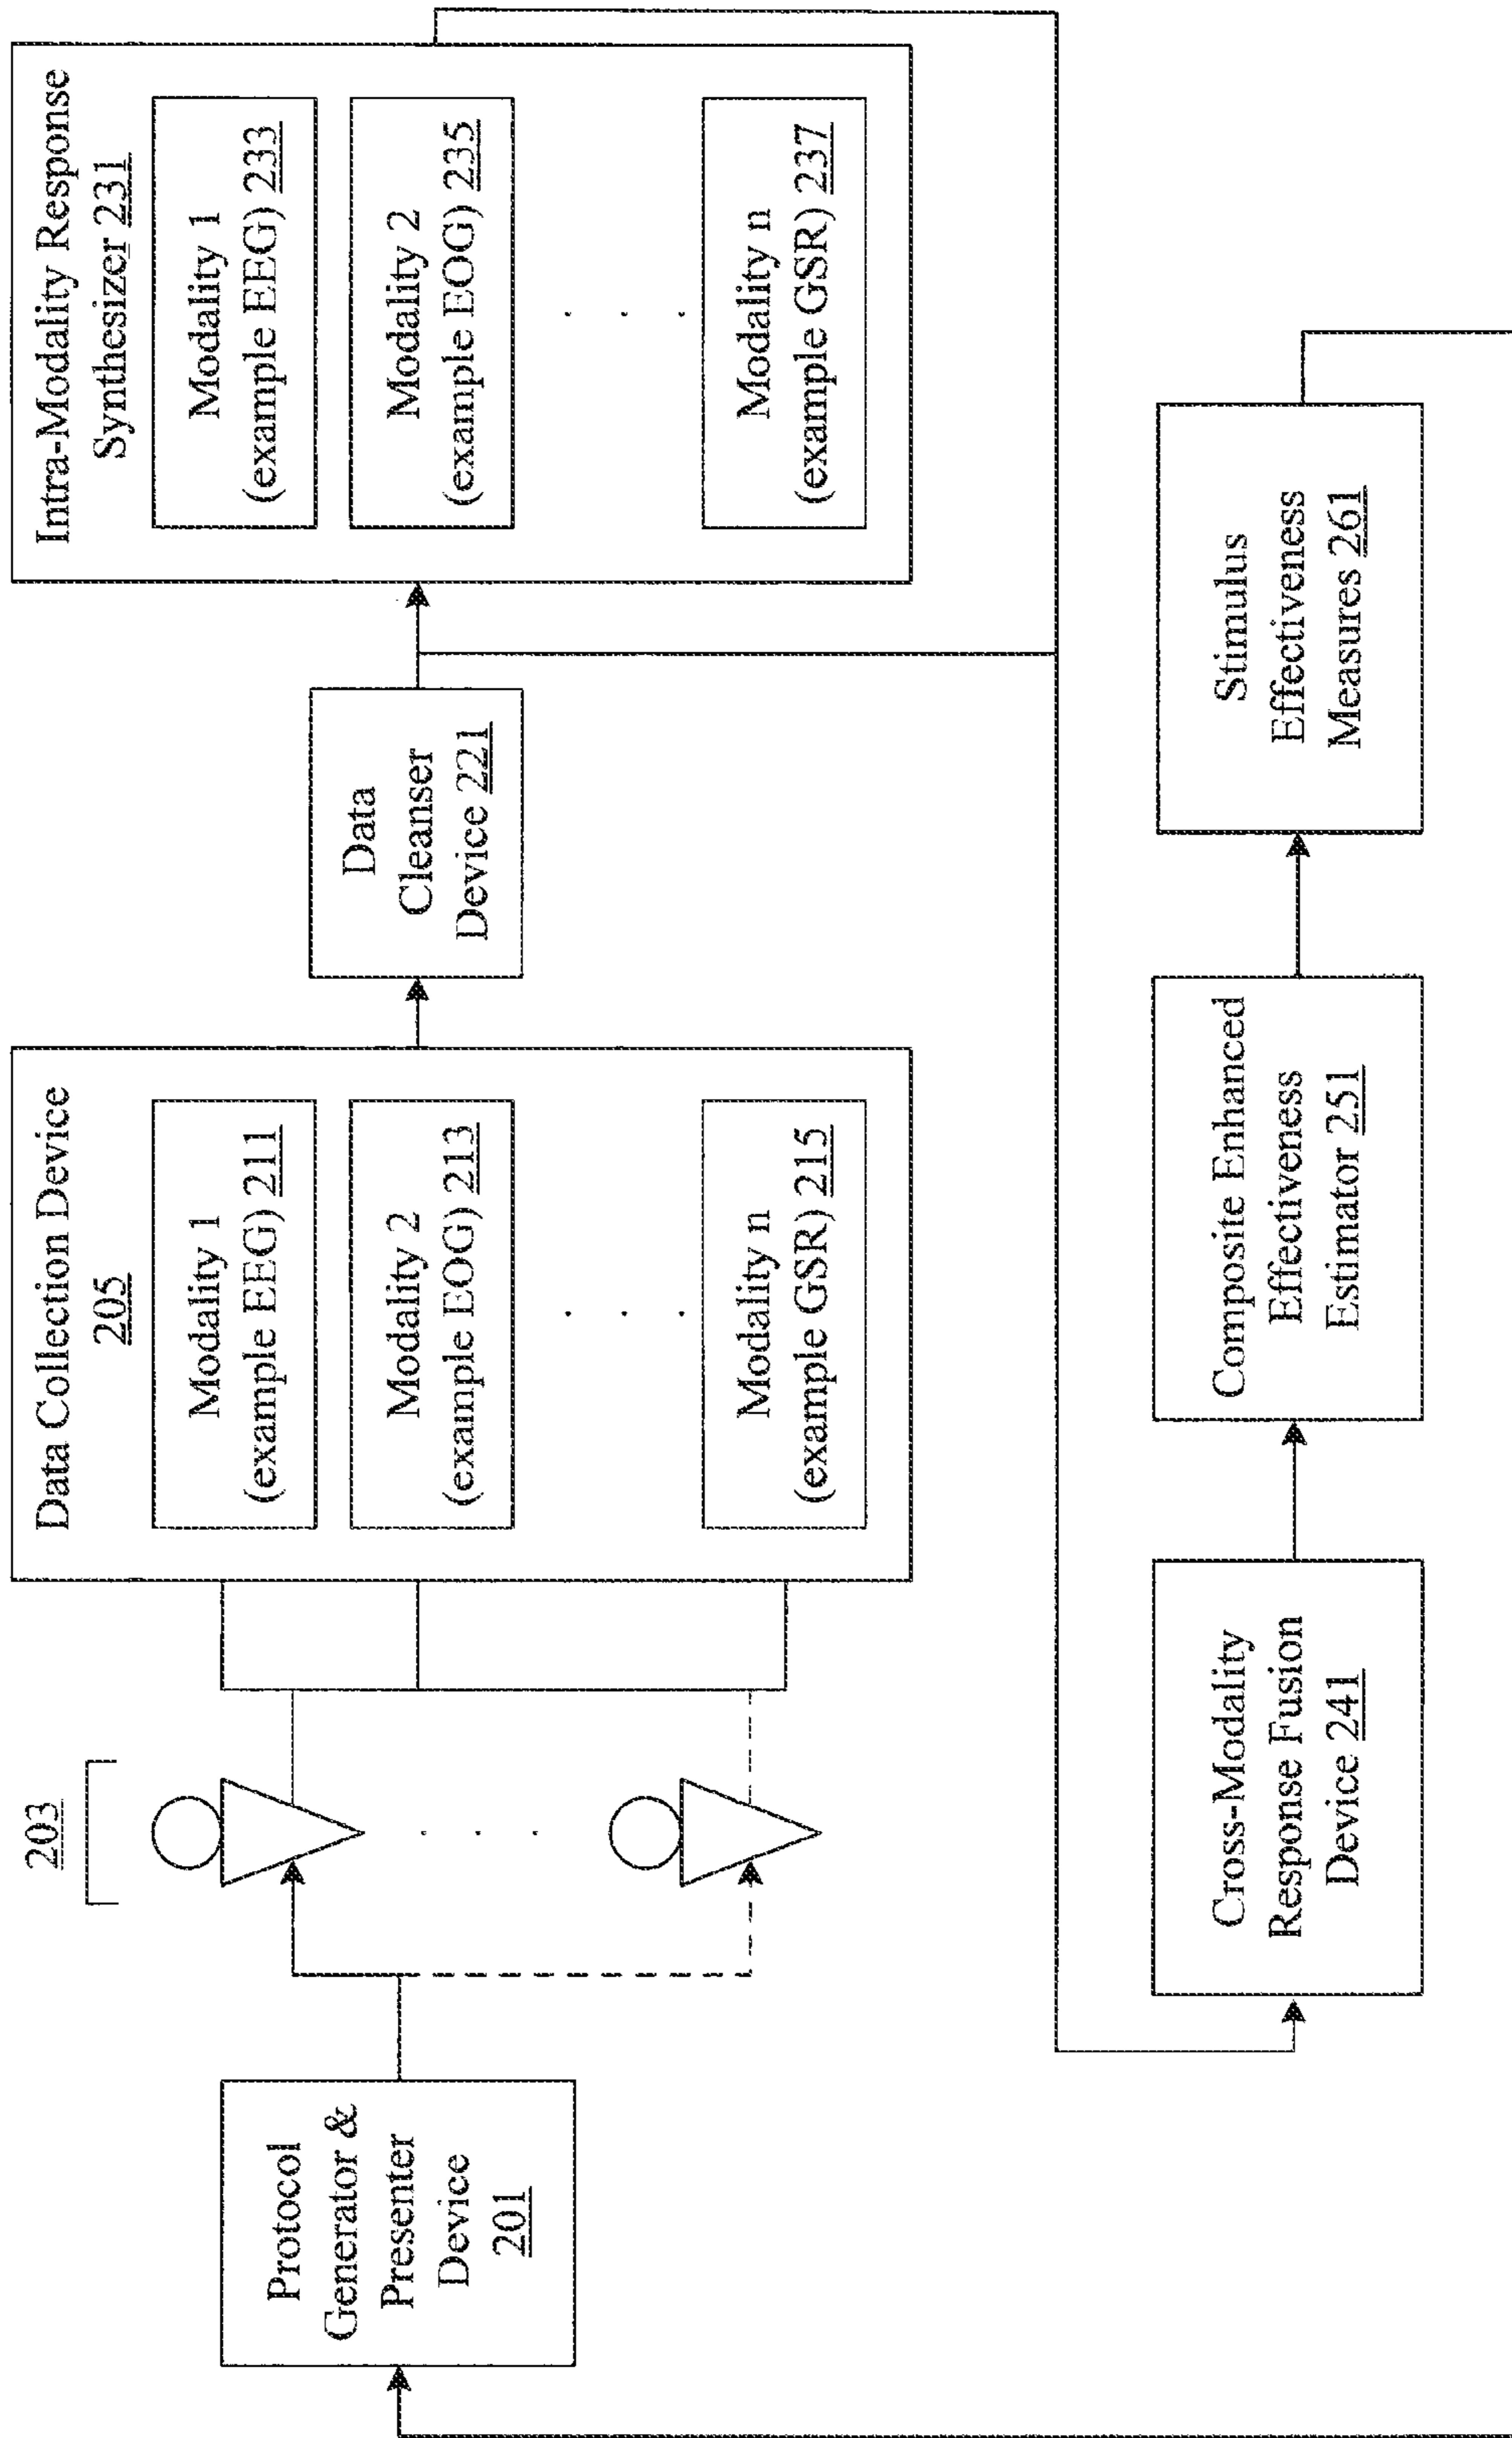 Protocol
Generator &
Presenter
Device
201
203
Data Collection Device
205
Modality 1
(example EEG) 211
Modality 2
(example EOG) 213
Modality n
(example GSR) 215
Data
Cleanser
Device 221
Intra-Modality Response
Synthesizer 231
Modality 1
(example EEG) 233
Modality 2
(example EOG) 235
Modality n
(example GSR) 237
Cross-Modality
Response Fusion
Device 241
Composite Enhanced
Effectiveness
Estimator 251
Stimulus
Effectiveness
Measures 261